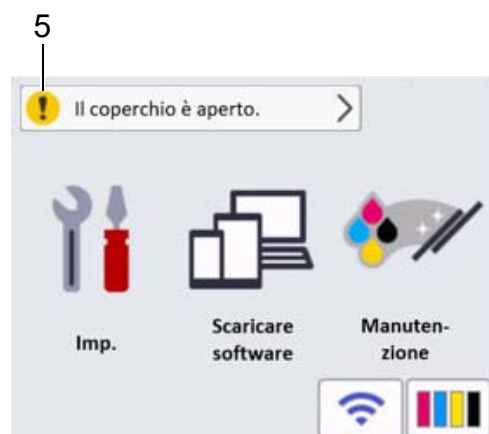 5
Il coperchio è aperto.
Imp.
Scaricare
software
Manuten-
zione